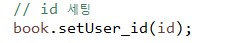 // id 세팅
book.setUser_id(id);